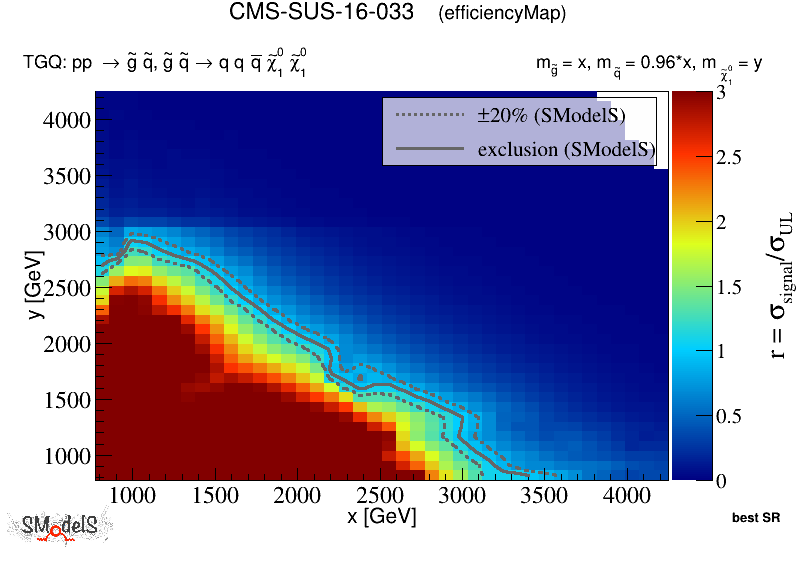 CMS-SUS-16-033 (efficiencyMap)
TGQ: pp → g̃ q̃, g̃ q̃ → q q q̅ χ̃⁰₁ χ̃⁰₁
m_g̃ = x, m_q̃ = 0.96*x, m_χ̃⁰₁ = y
±20% (SModelS)
exclusion (SModelS)
4000
3500
3000
2500
2000
1500
1000
y [GeV]
1000 1500 2000 2500 3000 3500 4000
x [GeV]
3
2.5
2
1.5
1
0.5
0
r = σ_signal/σ_UL
SModelS
best SR